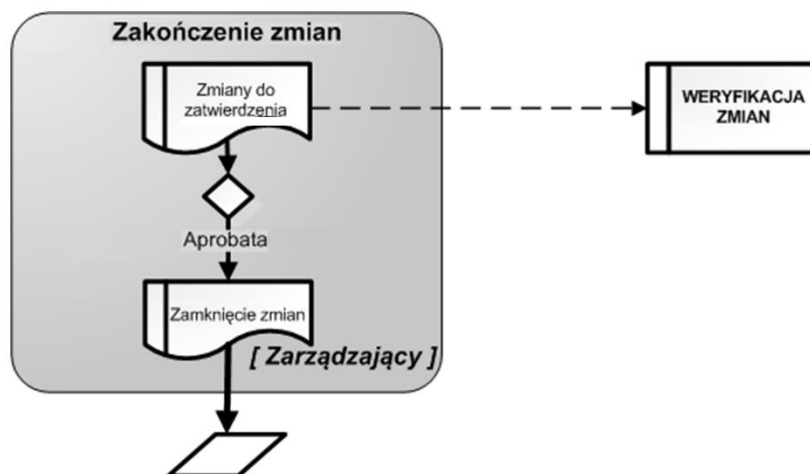 Zakończenie zmian
Zmiany do
zatwierdzenia
WERYFIKACJA
ZMIAN
Aprobata
Zamknięcie zmian
[ Zarządzający ]